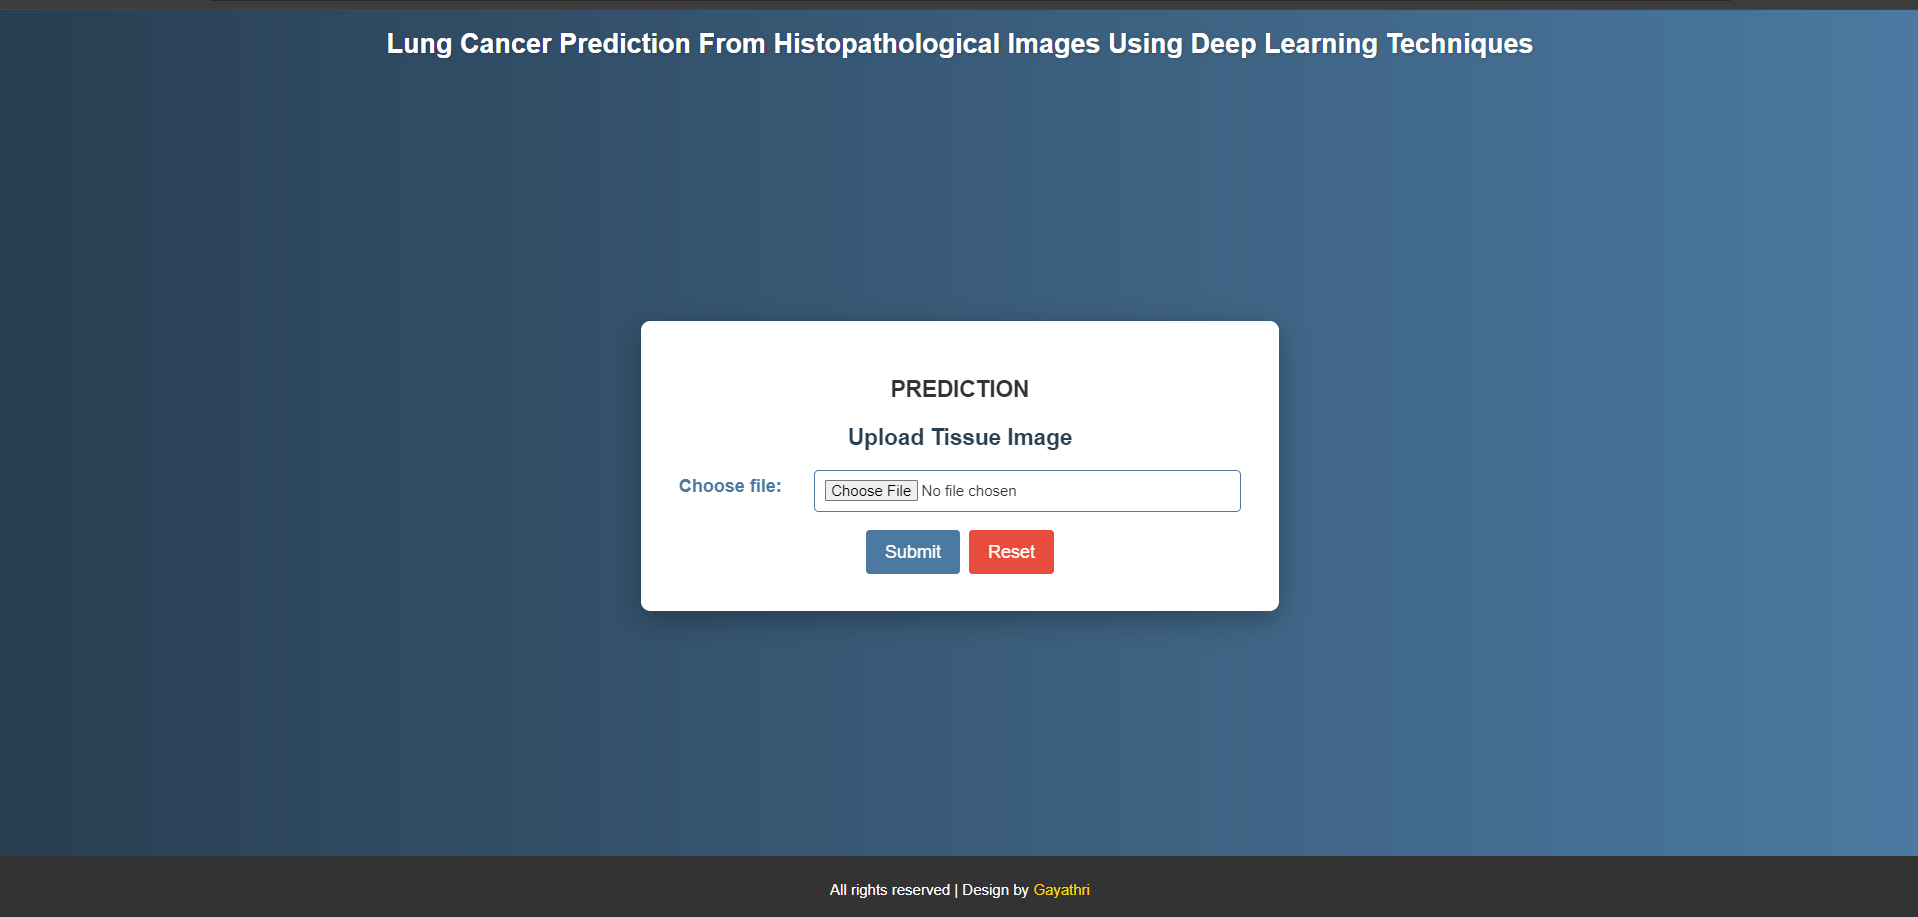 Lung Cancer Prediction From Histopathological Images Using Deep Learning Techniques
PREDICTION
Upload Tissue Image
Choose file:
Choose File No file chosen
Submit Reset
All rights reserved | Design by Gayathri